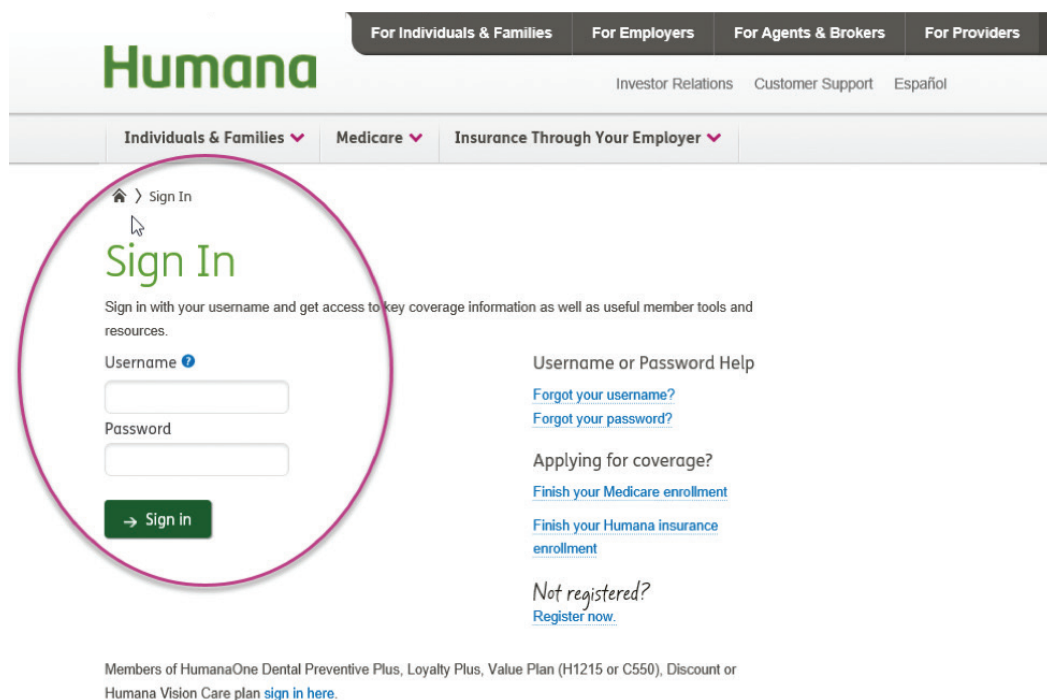 For Individuals & Families For Employers For Agents & Brokers For Providers
Humana
Investor Relations Customer Support Español
Individuals & Families Medicare Insurance Through Your Employer
Sign In
Sign In
Sign in with your username and get access to key coverage information as well as useful member tools and
resources.
Username ?
Password
Sign in
Username or Password Help
Forgot your username?
Forgot your password?
Applying for coverage?
Finish your Medicare enrollment
Finish your Humana insurance
enrollment
Not registered?
Register now.
Members of HumanaOne Dental Preventive Plus, Loyalty Plus, Value Plan (H1215 or C550), Discount or
Humana Vision Care plan sign in here.